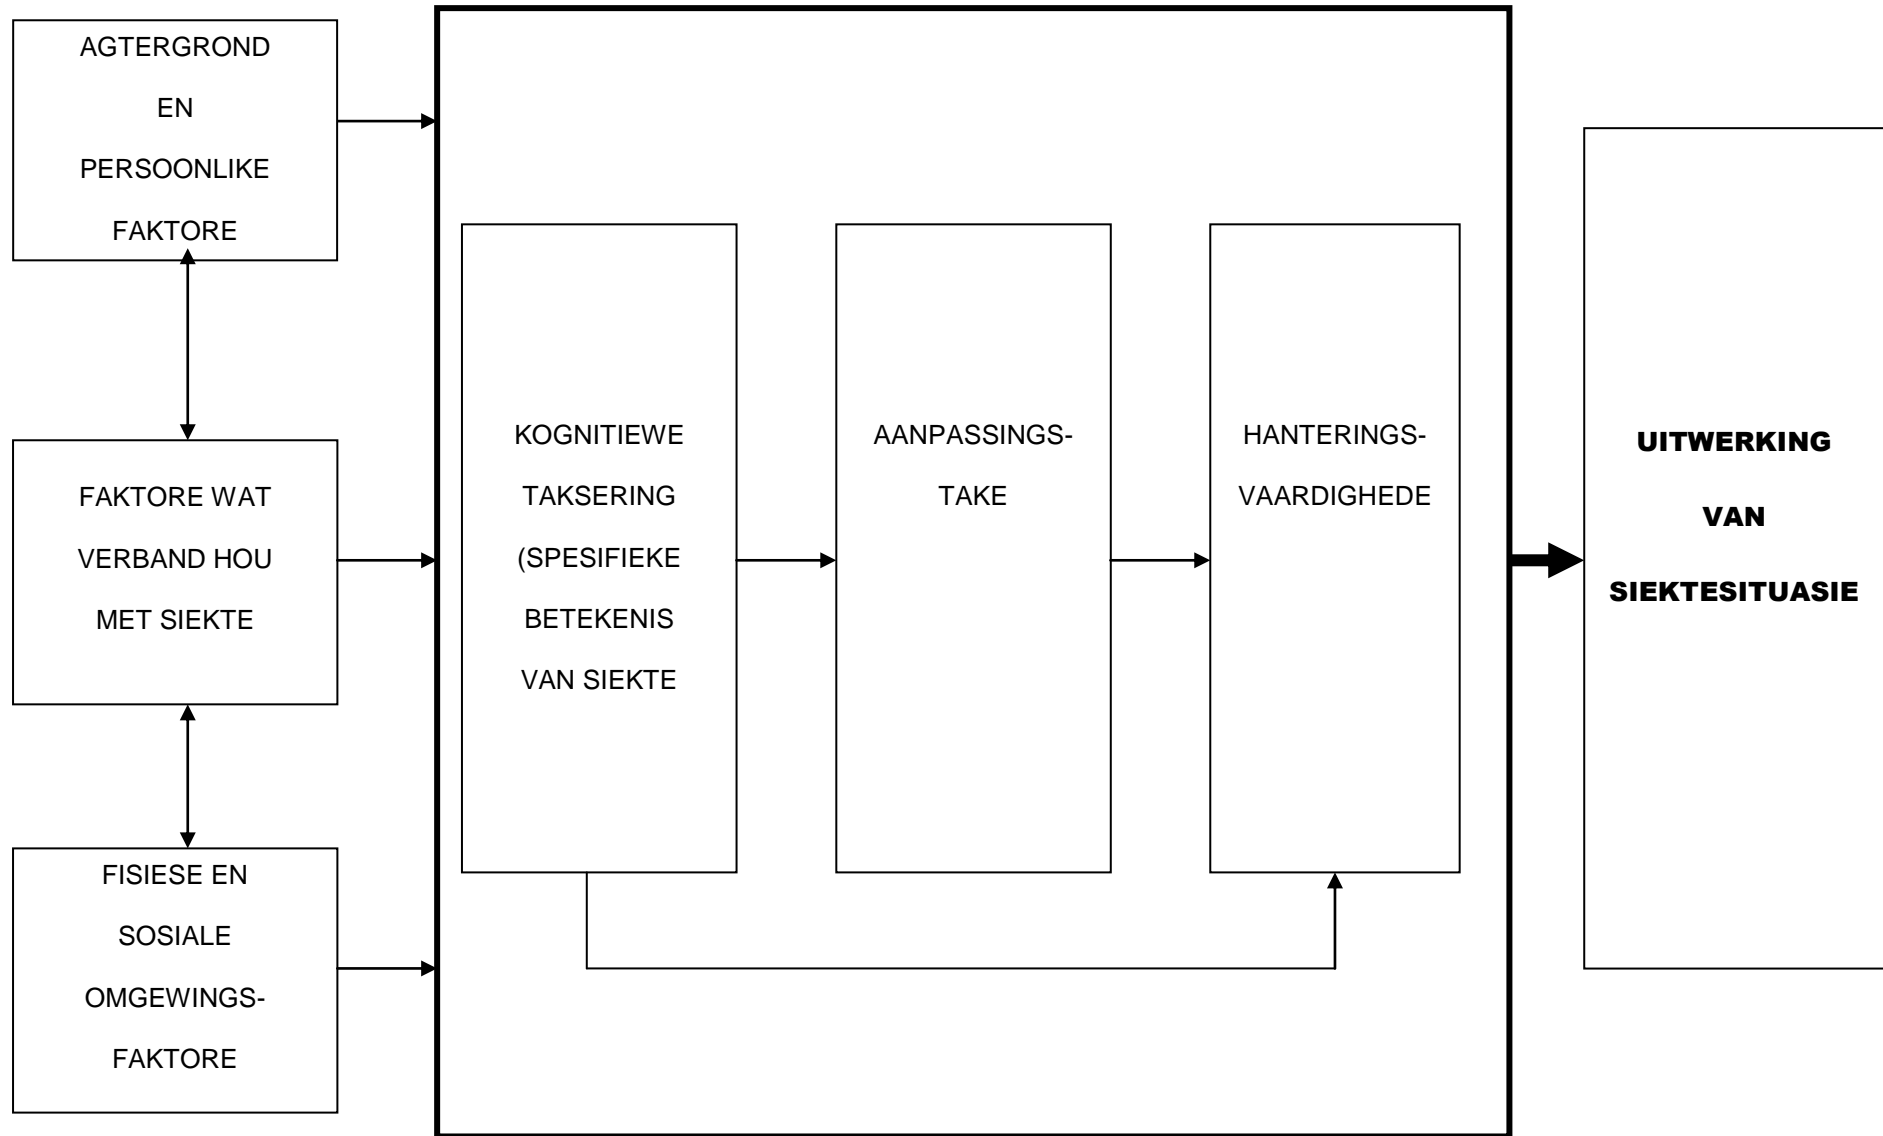 AGTERGROND
EN
PERSOONLIKE
FAKTORE
FAKTORE WAT
VERBAND HOU
MET SIEKTE
FISIESE EN
SOSIALE
OMGEWINGS-
FAKTORE
KOGNITIEWE
TAKSERING
(SPESIFIEKE
BETEKENIS
VAN SIEKTE
AANPASSINGS-
TAKE
HANTERINGS-
VAARDIGHEDE
UITWERKING
VAN
SIEKTESITUASIE